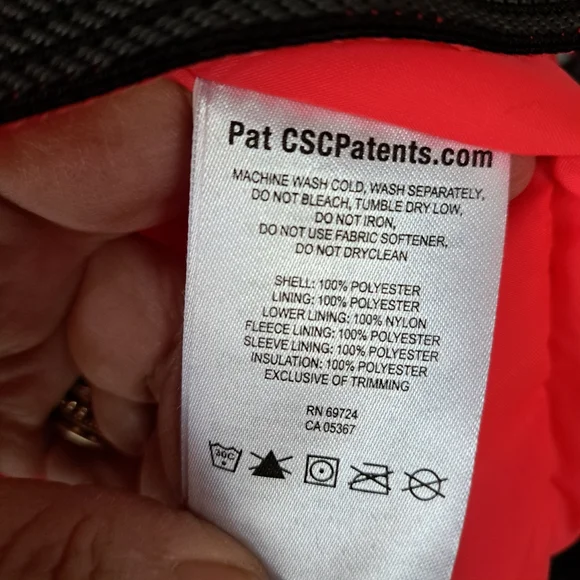 Pat CSCPatents.com
MACHINE WASH COLD, WASH SEPARATELY,
DO NOT BLEACH, TUMBLE DRY LOW,
DO NOT IRON,
DO NOT USE FABRIC SOFTENER.
DO NOT DRYCLEAN
SHELL: 100% POLYESTER
LINING: 100% POLYESTER
LOWER LINING: 100% NYLON
FLEECE LINING: 100% POLYESTER
SLEEVE LINING: 100% POLYESTER
INSULATION: 100% POLYESTER
EXCLUSIVE OF TRIMMING
RN 69724
CA 05367
30C